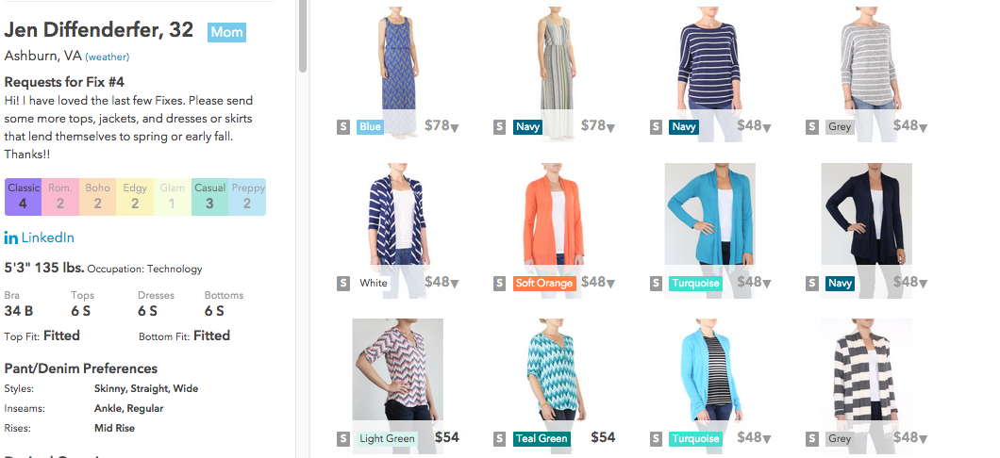 Jen Diffenderfer, 32 Mom
Ashburn, VA (weather)
Requests for Fix #4
Hi! I have loved the last few Fixes. Please send
some more tops, jackets, and dresses or skirts
that lend themselves to spring or early fall.
Thanks!!
Classic Rom. Boho Edgy Glam Casual Preppy
4 2 2 2 1 3 2
in LinkedIn
5'3" 135 lbs. Occupation: Technology
Bra Tops Dresses Bottoms
34 B 6 S 6 S 6 S
Top Fit: Fitted Bottom Fit: Fitted
Pant/Denim Preferences
Styles: Skinny, Straight, Wide
Inseams: Ankle, Regular
Rises: Mid Rise
S Blue $78▼ S Navy $78▼ S Navy $48▼ S Grey $48▼
S White $48▼ S Soft Orange $48▼ S Turquoise $48▼ S Navy $48▼
S Light Green $54 S Teal Green $54 S Turquoise $48▼ S Grey $48▼